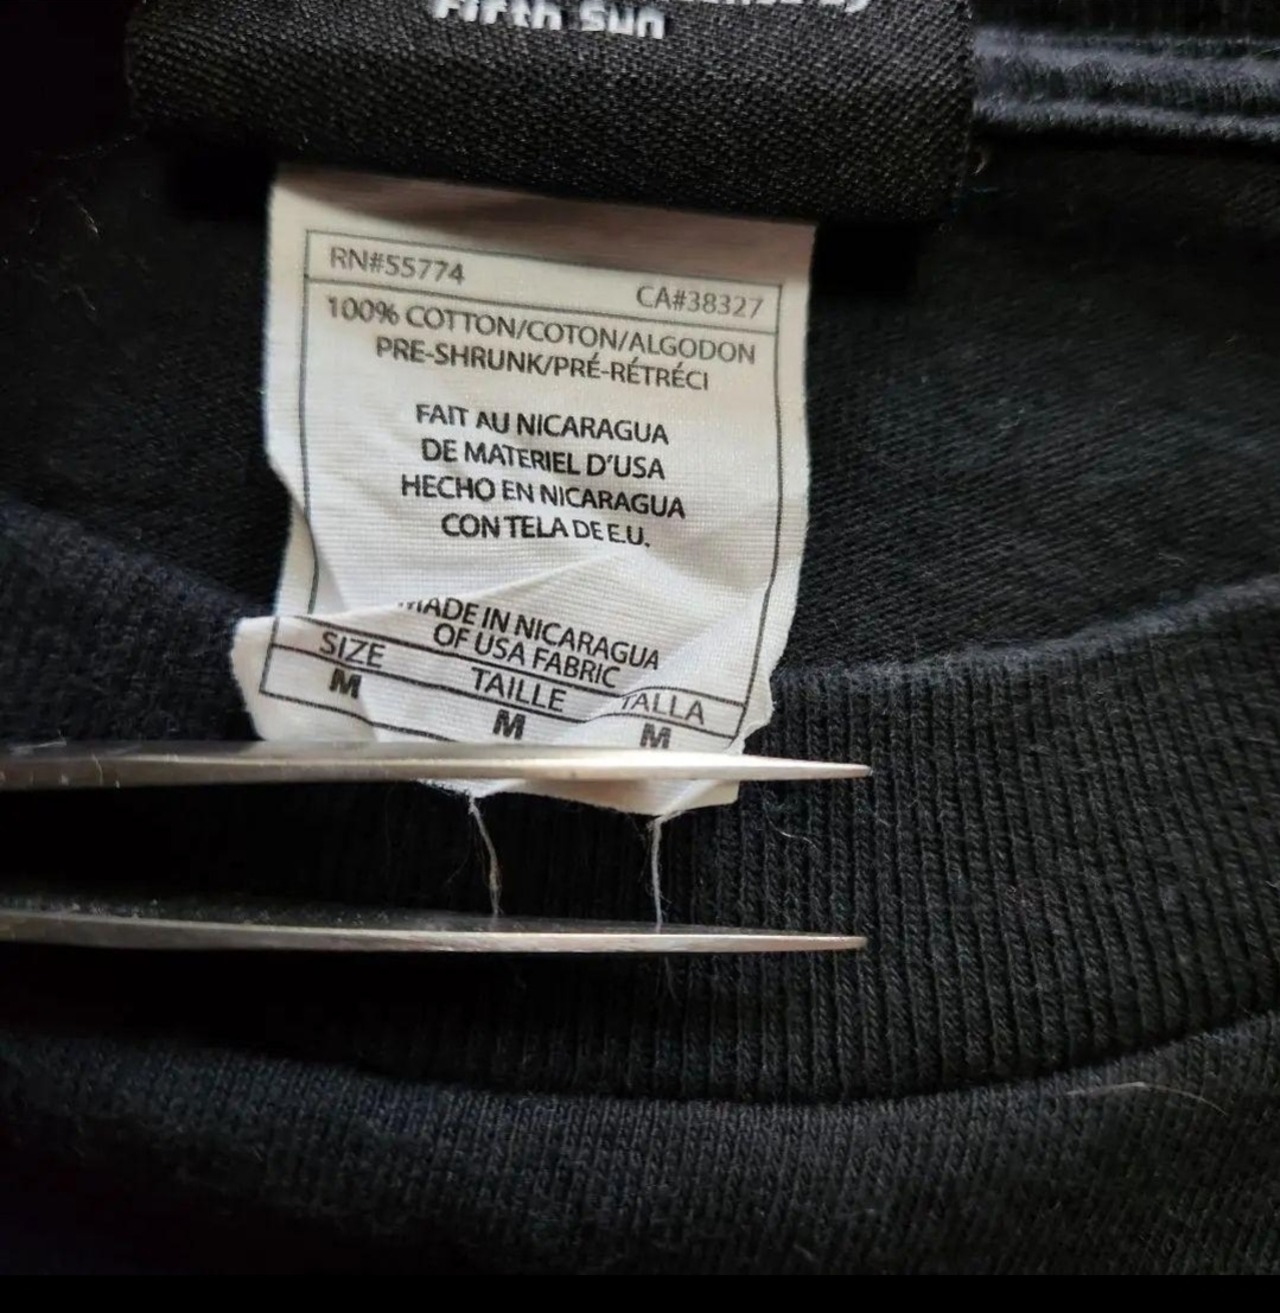 by
Fifth Sun
RN#55774
CA#38327
100% COTTON/COTON/ALGODON
PRE-SHRUNK/PRÉ-RÉTRÉCI
FAIT AU NICARAGUA
DE MATERIEL D'USA
HECHO EN NICARAGUA
CON TELA DE E.U.
MADE IN NICARAGUA
OF USA FABRIC
SIZE TAILLE TALLA
M M M